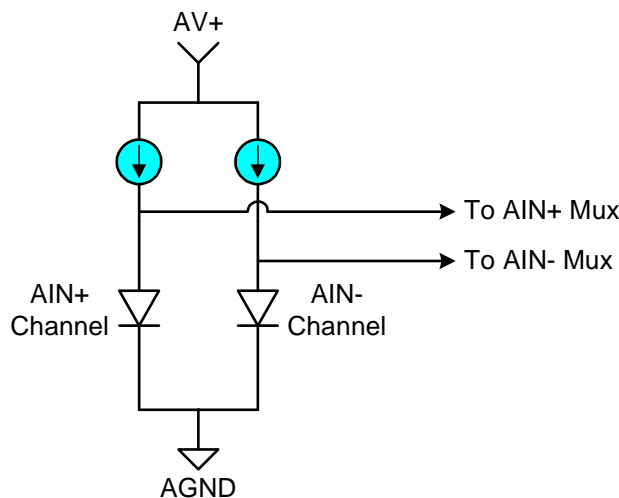 AV+
To AIN+ Mux
To AIN- Mux
AIN+
Channel
AIN-
Channel
AGND